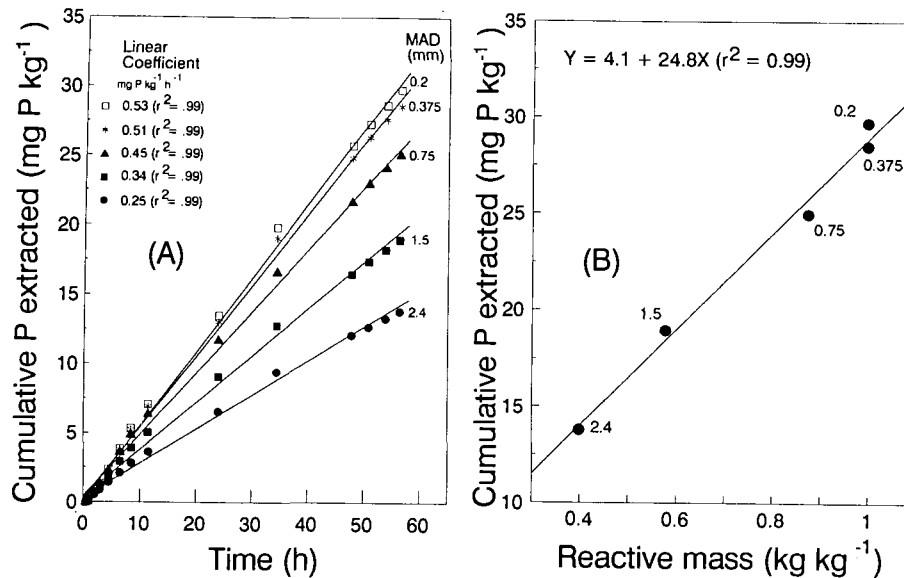 (A)
Linear
Coefficient
mg P kg⁻¹ h⁻¹
0.53 (r² = .99)
0.51 (r² = .99)
0.45 (r² = .99)
0.34 (r² = .99)
0.25 (r² = .99)
MAD
(mm)
0.2
0.375
0.75
1.5
2.4
Cumulative P extracted (mg P kg⁻¹)
35
30
25
20
15
10
5
0
0 10 20 30 40 50 60 70
Time (h)
(B)
Y = 4.1 + 24.8X (r² = 0.99)
0.2
0.375
0.75
1.5
2.4
Cumulative P extracted (mg P kg⁻¹)
35
30
25
20
15
10
0.4 0.6 0.8 1
Reactive mass (kg kg⁻¹)